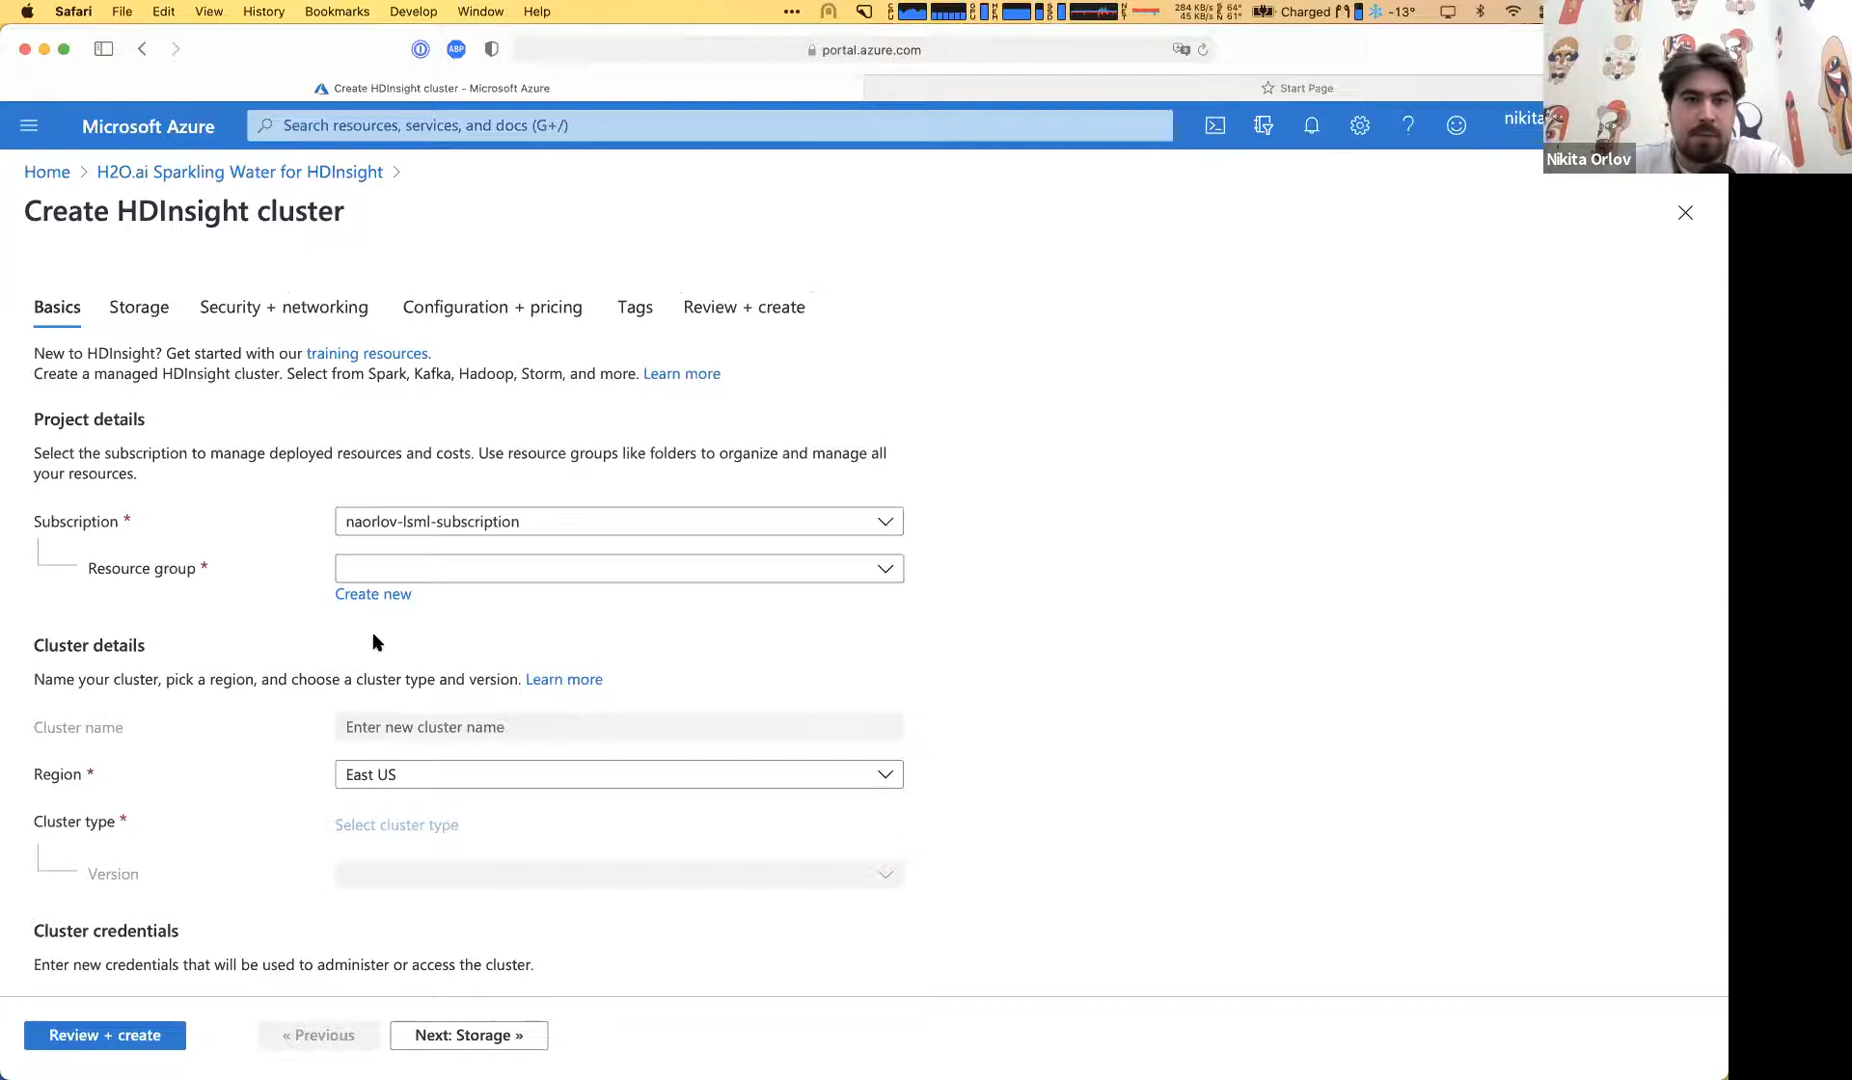 Safari File Edit View History Bookmarks Develop Window Help ••• 284 KB/s 45 KB/s 64° 61° Charged -13°
ABP portal.azure.com
Create HDInsight cluster - Microsoft Azure Start Page
Microsoft Azure Search resources, services, and docs (G+/) nikita
Nikita Orlov
Home > H2O.ai Sparkling Water for HDInsight >
Create HDInsight cluster
Basics Storage Security + networking Configuration + pricing Tags Review + create
New to HDInsight? Get started with our training resources.
Create a managed HDInsight cluster. Select from Spark, Kafka, Hadoop, Storm, and more. Learn more
Project details
Select the subscription to manage deployed resources and costs. Use resource groups like folders to organize and manage all
your resources.
Subscription * naorlov-lsml-subscription
Resource group *
Create new
Cluster details
Name your cluster, pick a region, and choose a cluster type and version. Learn more
Cluster name Enter new cluster name
Region * East US
Cluster type * Select cluster type
Version
Cluster credentials
Enter new credentials that will be used to administer or access the cluster.
Review + create « Previous Next: Storage »